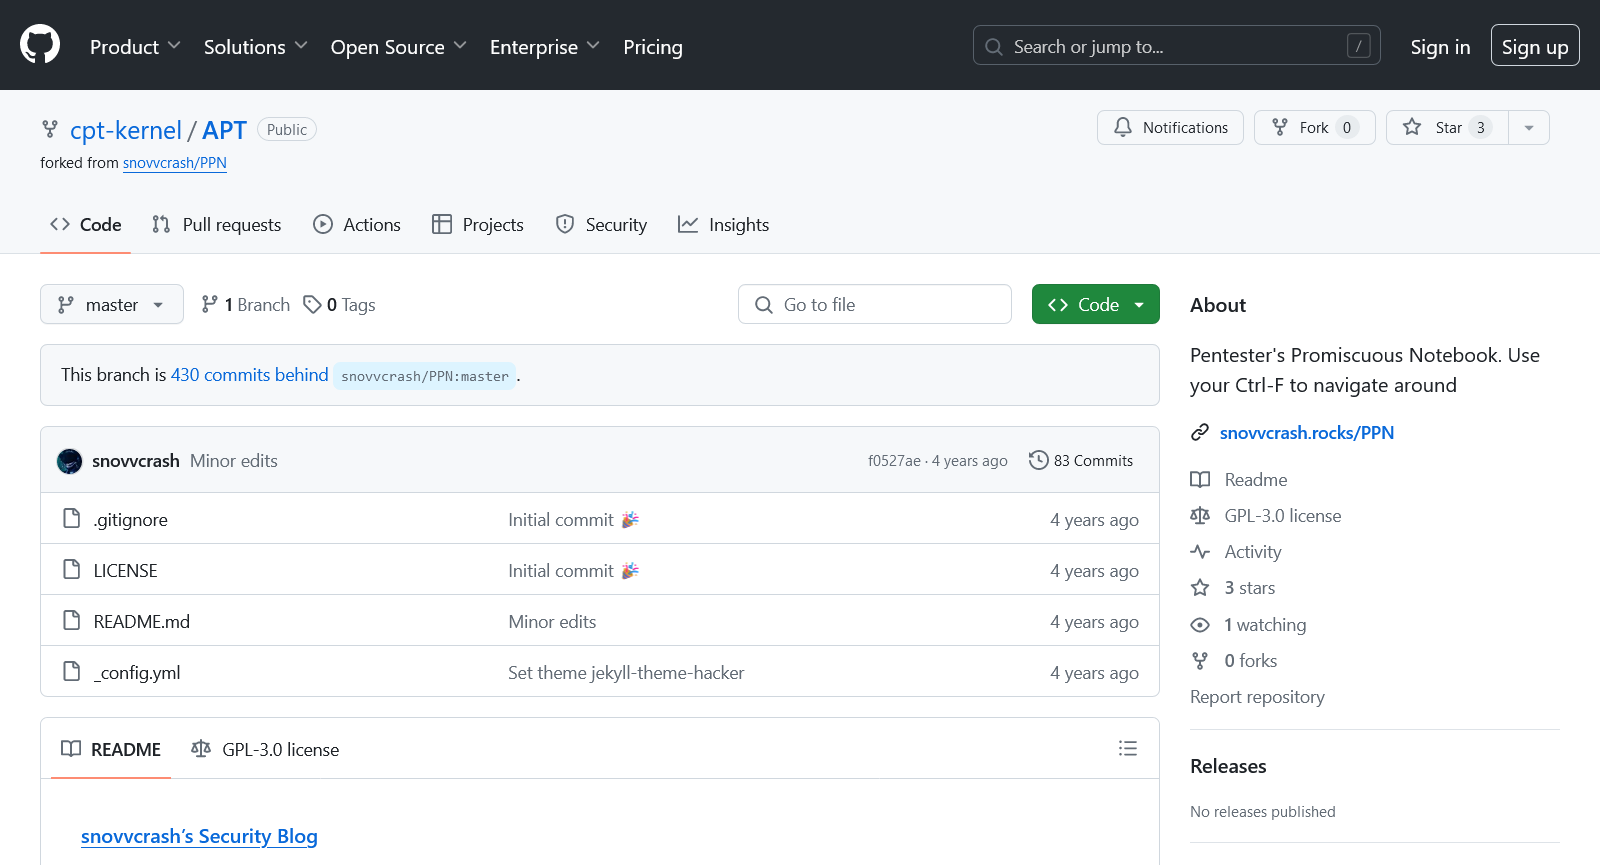 Product Solutions Open Source Enterprise Pricing Search or jump to... / Sign in Sign up
cpt-kernel / APT Public Notifications Fork 0 Star 3
forked from snovvcrash/PPN
Code Pull requests Actions Projects Security Insights
master 1 Branch 0 Tags Go to file Code
This branch is 430 commits behind snovvcrash/PPN:master .
snovvcrash Minor edits f0527ae · 4 years ago 83 Commits
.gitignore Initial commit 🎉 4 years ago
LICENSE Initial commit 🎉 4 years ago
README.md Minor edits 4 years ago
_config.yml Set theme jekyll-theme-hacker 4 years ago
README GPL-3.0 license
snovvcrash's Security Blog
About
Pentester's Promiscuous Notebook. Use
your Ctrl-F to navigate around
snovvcrash.rocks/PPN
Readme
GPL-3.0 license
Activity
3 stars
1 watching
0 forks
Report repository
Releases
No releases published